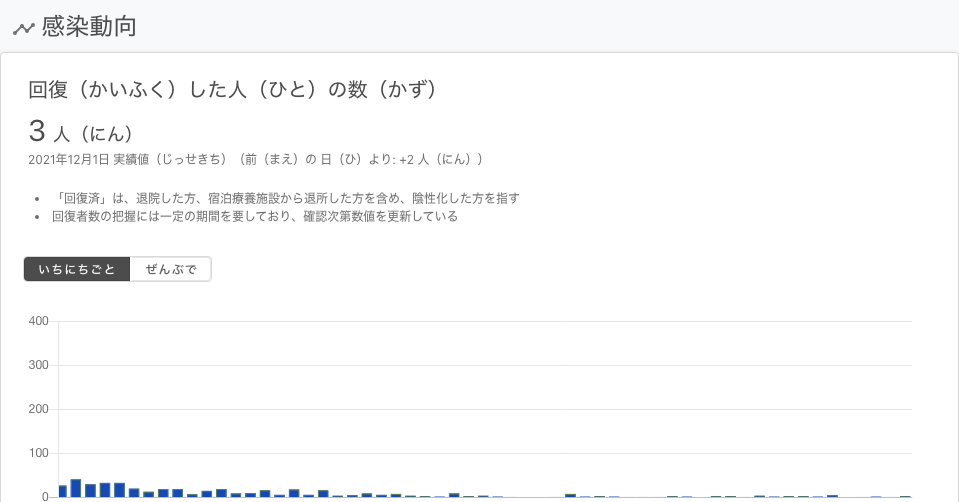 感染動向
回復（かいふく）した人（ひと）の数（かず）
3 人（にん）
2021年12月1日 実績値（じっせきち）（前（まえ）の 日（ひ）より: +2 人（にん））
• 「回復済」は、退院した方、宿泊療養施設から退所した方を含め、陰性化した方を指す
• 回復者数の把握には一定の期間を要しており、確認次第数値を更新している
いちにちごと ぜんぶで
400
300
200
100
0